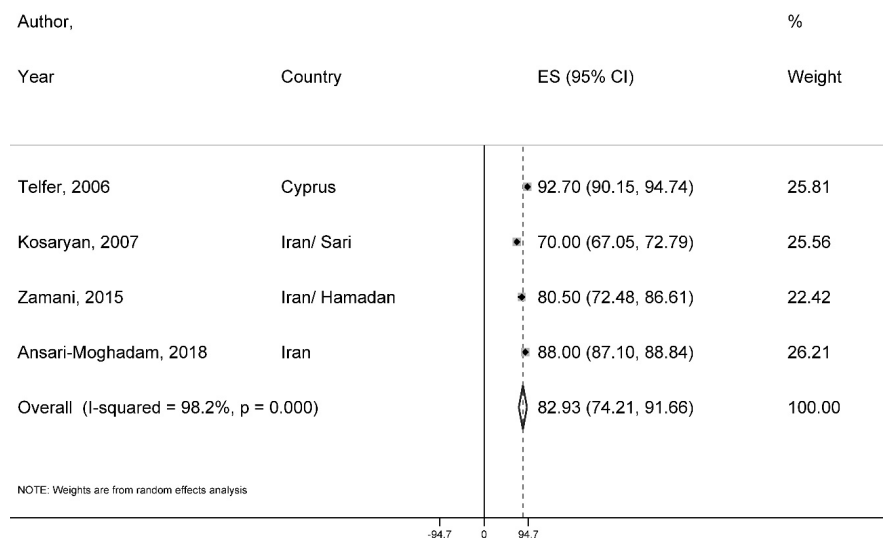 Author, %
Year Country ES (95% CI) Weight
Telfer, 2006 Cyprus 92.70 (90.15, 94.74) 25.81
Kosaryan, 2007 Iran/ Sari 70.00 (67.05, 72.79) 25.56
Zamani, 2015 Iran/ Hamadan 80.50 (72.48, 86.61) 22.42
Ansari-Moghadam, 2018 Iran 88.00 (87.10, 88.84) 26.21
Overall (I-squared = 98.2%, p = 0.000) 82.93 (74.21, 91.66) 100.00
NOTE: Weights are from random effects analysis
-94.7 0 94.7